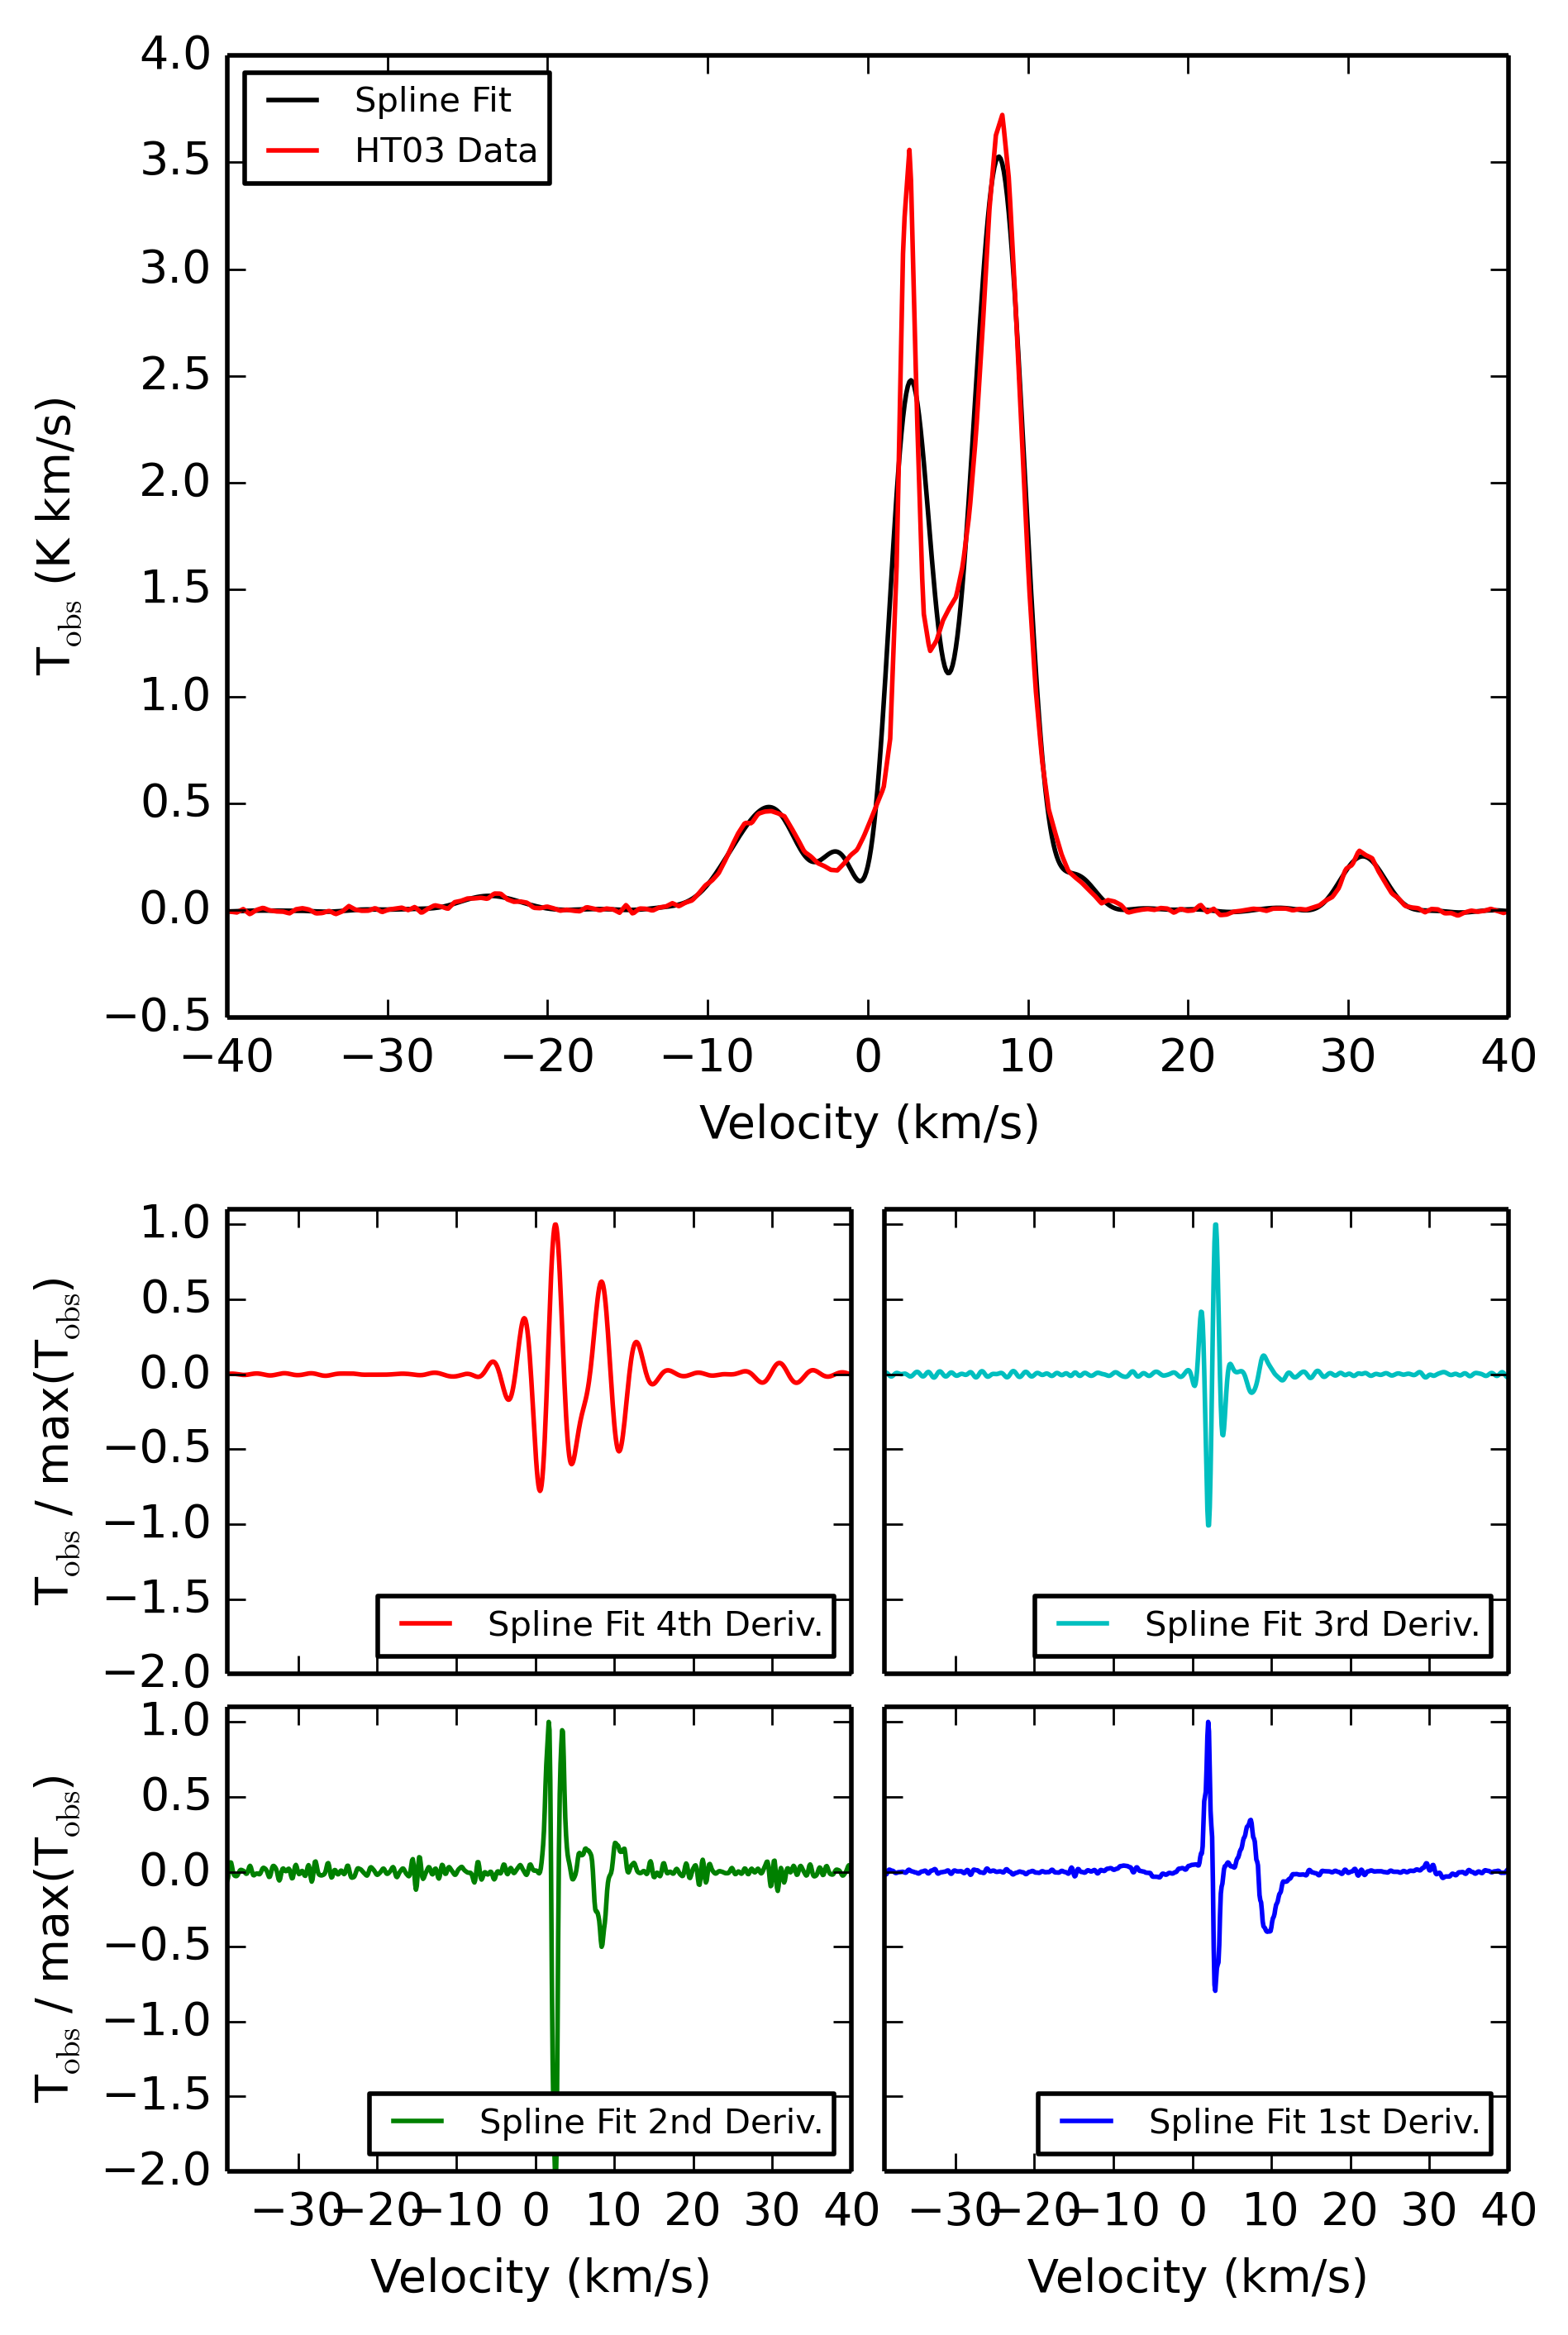 4.0
Spline Fit
HT03 Data
3.5
3.0
2.5
2.0
1.5
1.0
0.5
0.0
−0.5
T_obs (K km/s)
−40 −30 −20 −10 0 10 20 30 40
Velocity (km/s)
1.0
0.5
0.0
−0.5
−1.0
−1.5
−2.0
T_obs / max(T_obs)
Spline Fit 4th Deriv.
Spline Fit 3rd Deriv.
1.0
0.5
0.0
−0.5
−1.0
−1.5
−2.0
T_obs / max(T_obs)
Spline Fit 2nd Deriv.
Spline Fit 1st Deriv.
−30 −20 −10 0 10 20 30 40
−30 −20 −10 0 10 20 30 40
Velocity (km/s)
Velocity (km/s)